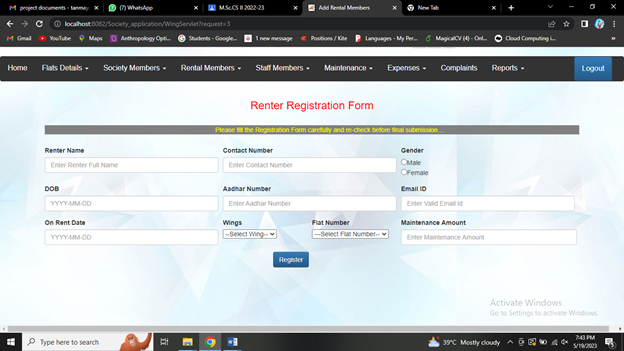 project documents - tanmay
(7) WhatsApp
M.Sc.CS II 2022-23
Add Rental Members
New Tab
localhost:8082/Society_application/WingServlet?request=3
Gmail YouTube Maps Anthropology Opti... Students - Google... 1 new message Positions / Kite Languages - My Per... MagicalCV (4) - Onl... Cloud Computing i...
Home Flats Details Society Members Rental Members Staff Members Maintenance Expenses Complaints Reports Logout
Renter Registration Form
Please fill the Registration Form carefully and re-check before final submission...
Renter Name Contact Number Gender
Enter Renter Full Name Enter Contact Number Male
Female
DOB Aadhar Number Email ID
YYYY-MM-DD Enter Aadhar Number Enter Valid Email Id
On Rent Date Wings Flat Number Maintenance Amount
YYYY-MM-DD --Select Wing-- ---Select Flat Number-- Enter Maintenance Amount
Register
Activate Windows
Go to Settings to activate Windows.
Type here to search
39°C Mostly cloudy
7:43 PM
5/19/2023